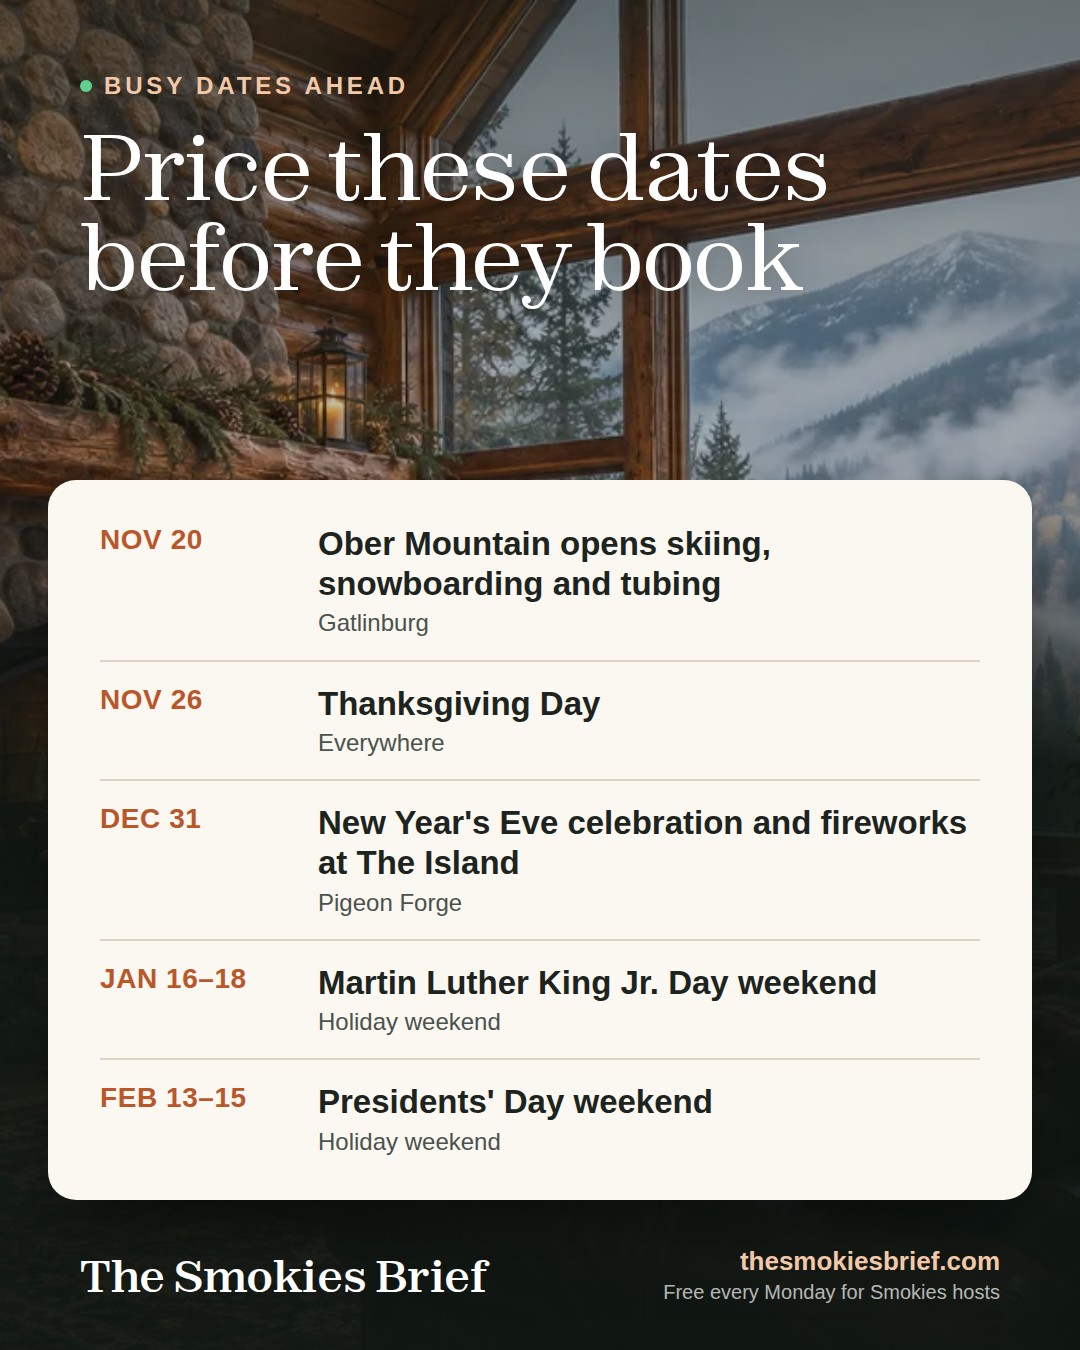 BUSY DATES AHEAD
Price these dates
before they book
NOV 20
Ober Mountain opens skiing,
snowboarding and tubing
Gatlinburg
NOV 26
Thanksgiving Day
Everywhere
DEC 31
New Year's Eve celebration and fireworks
at The Island
Pigeon Forge
JAN 16–18
Martin Luther King Jr. Day weekend
Holiday weekend
FEB 13–15
Presidents' Day weekend
Holiday weekend
The Smokies Brief
thesmokiesbrief.com
Free every Monday for Smokies hosts